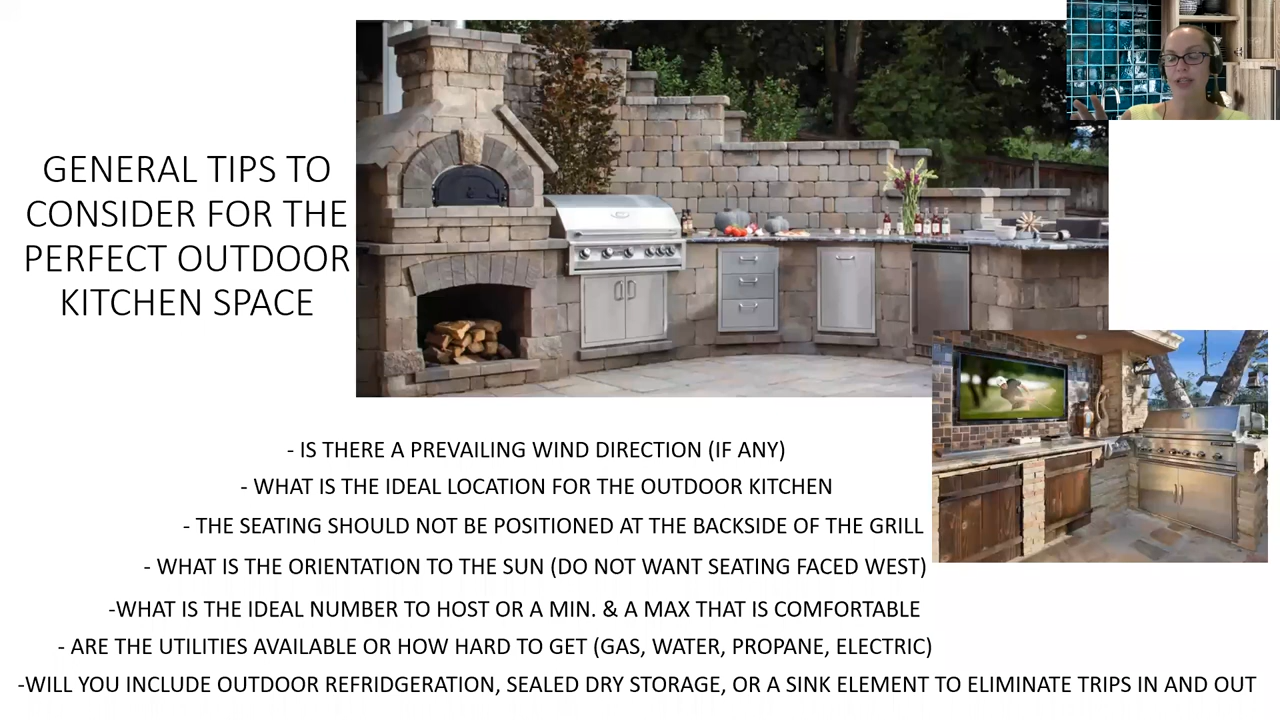 GENERAL TIPS TO
CONSIDER FOR THE
PERFECT OUTDOOR
KITCHEN SPACE
- IS THERE A PREVAILING WIND DIRECTION (IF ANY)
- WHAT IS THE IDEAL LOCATION FOR THE OUTDOOR KITCHEN
- THE SEATING SHOULD NOT BE POSITIONED AT THE BACKSIDE OF THE GRILL
- WHAT IS THE ORIENTATION TO THE SUN (DO NOT WANT SEATING FACED WEST)
-WHAT IS THE IDEAL NUMBER TO HOST OR A MIN. & A MAX THAT IS COMFORTABLE
- ARE THE UTILITIES AVAILABLE OR HOW HARD TO GET (GAS, WATER, PROPANE, ELECTRIC)
-WILL YOU INCLUDE OUTDOOR REFRIDGERATION, SEALED DRY STORAGE, OR A SINK ELEMENT TO ELIMINATE TRIPS IN AND OUT